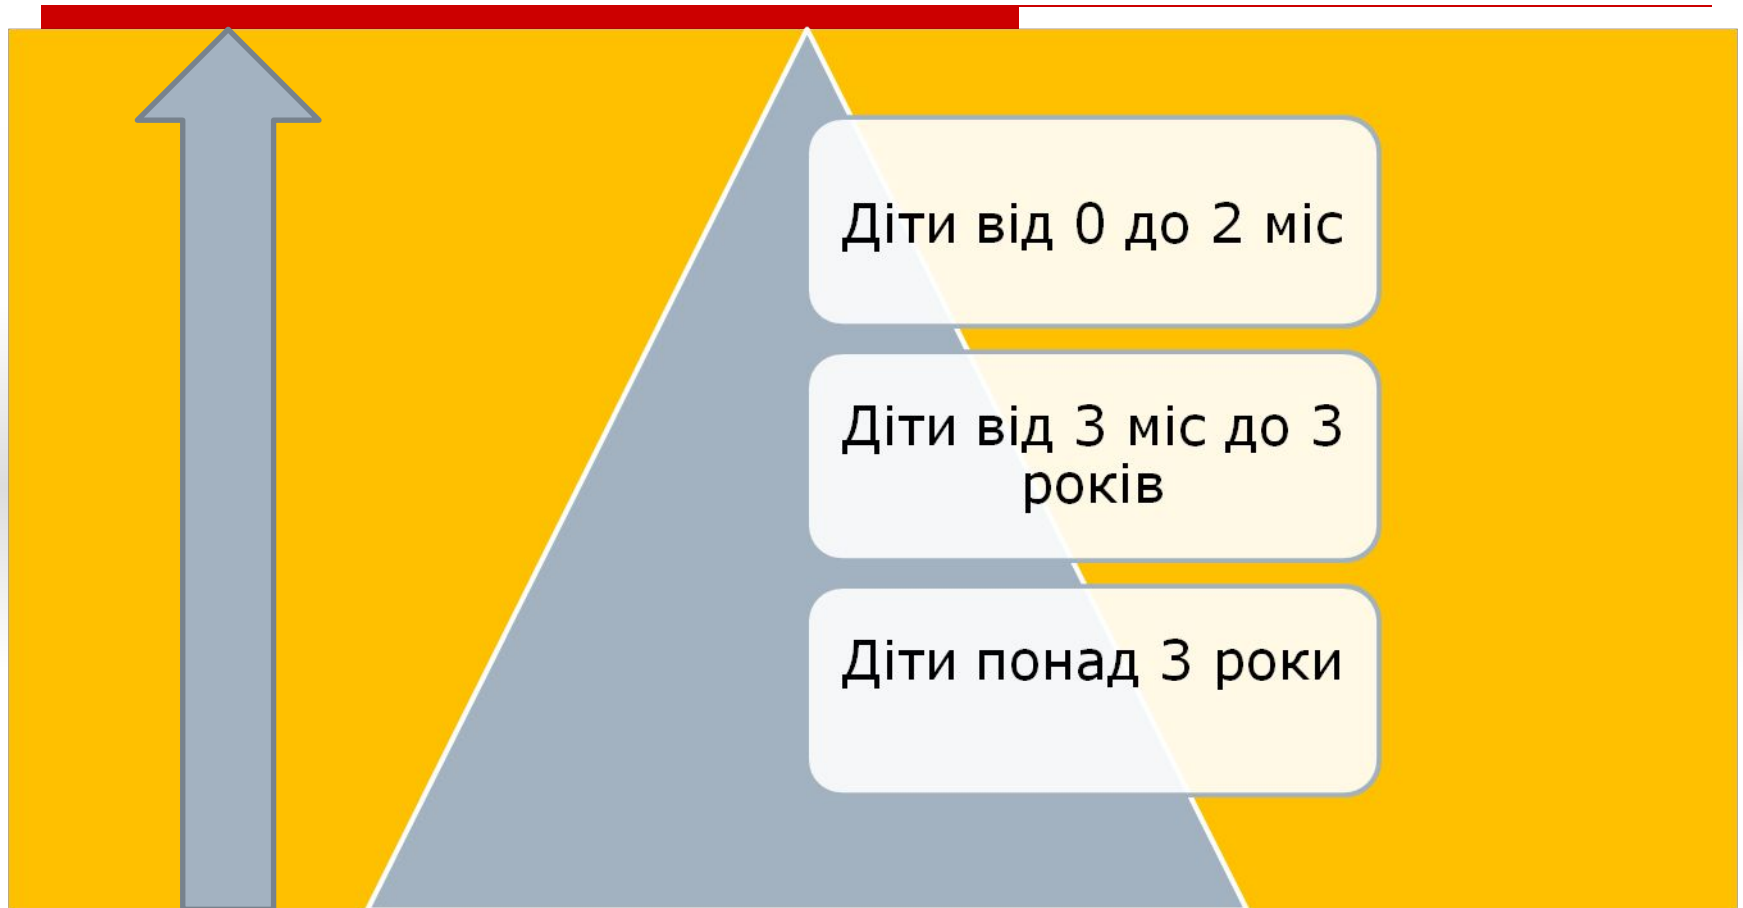 Діти від 0 до 2 міс
Діти від 3 міс до 3
років
Діти понад 3 роки